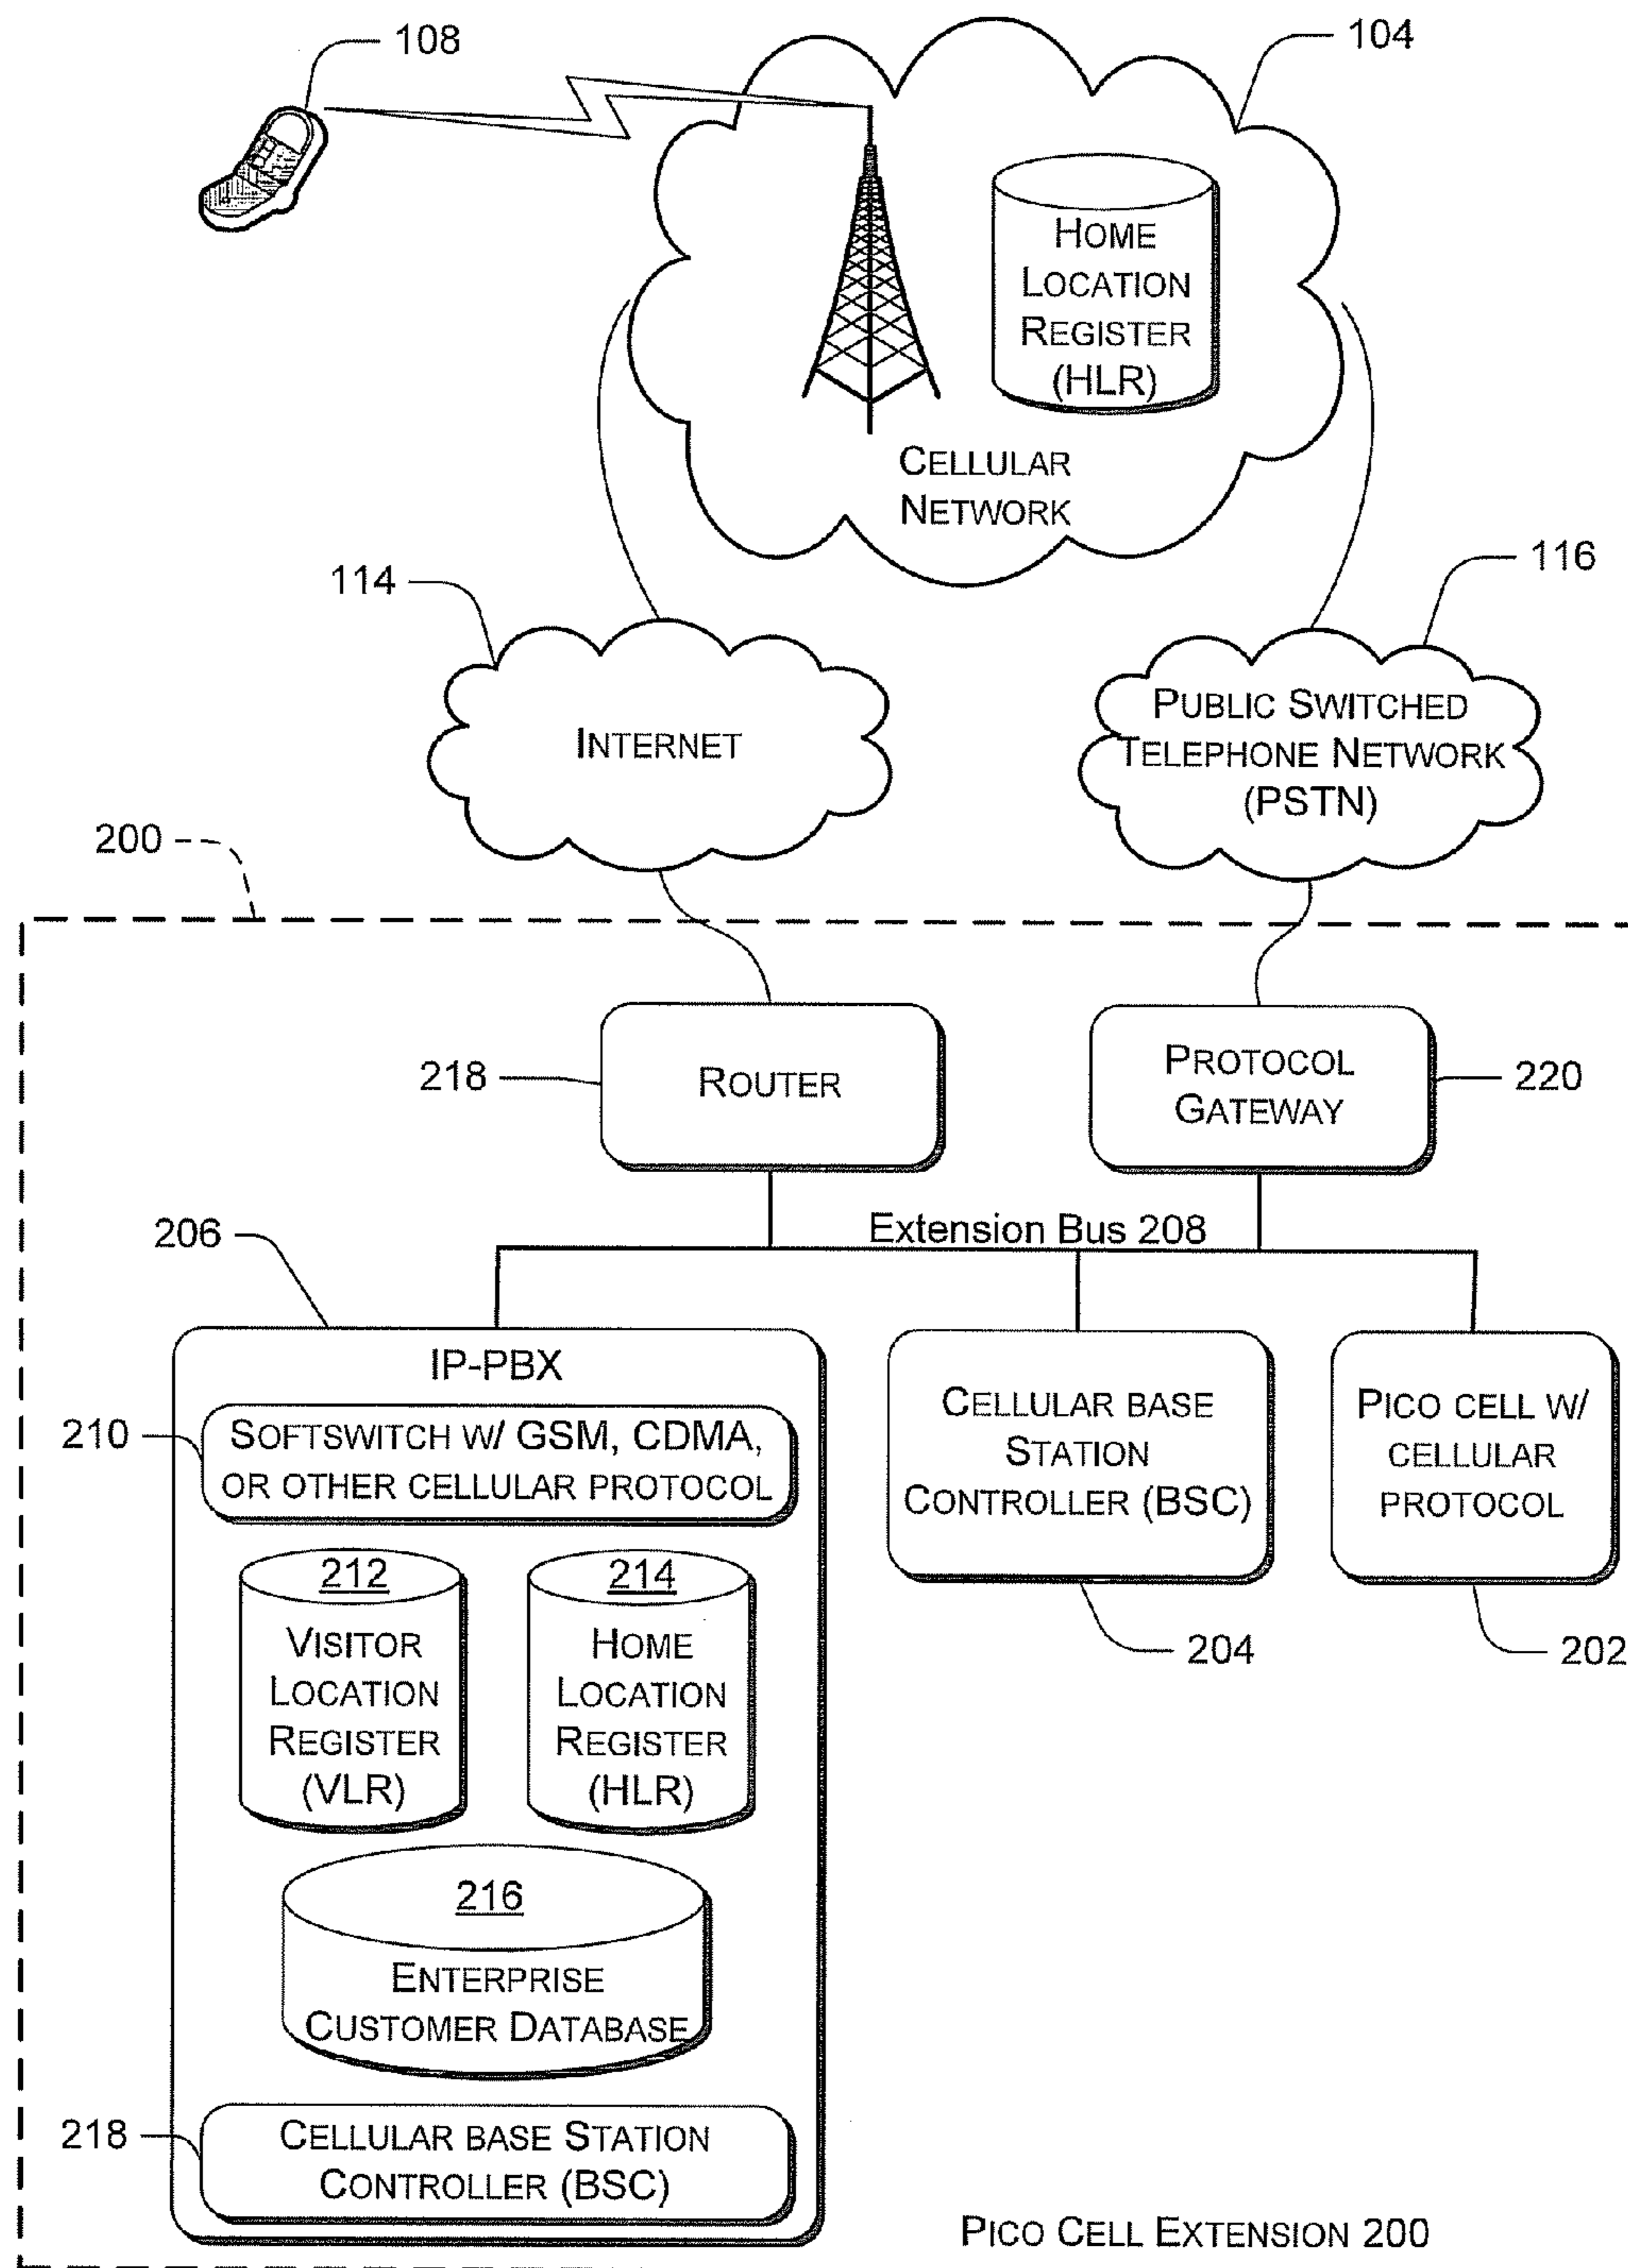 108
104
HOME
LOCATION
REGISTER
(HLR)
CELLULAR
NETWORK
114
116
INTERNET
PUBLIC SWITCHED
TELEPHONE NETWORK
(PSTN)
200
218
ROUTER
PROTOCOL
GATEWAY
220
Extension Bus 208
206
IP-PBX
210
SOFTSWITCH W/ GSM, CDMA,
OR OTHER CELLULAR PROTOCOL
212
VISITOR
LOCATION
REGISTER
(VLR)
214
HOME
LOCATION
REGISTER
(HLR)
216
ENTERPRISE
CUSTOMER DATABASE
218
CELLULAR BASE STATION
CONTROLLER (BSC)
CELLULAR BASE
STATION
CONTROLLER (BSC)
204
PICO CELL W/
CELLULAR
PROTOCOL
202
PICO CELL EXTENSION 200